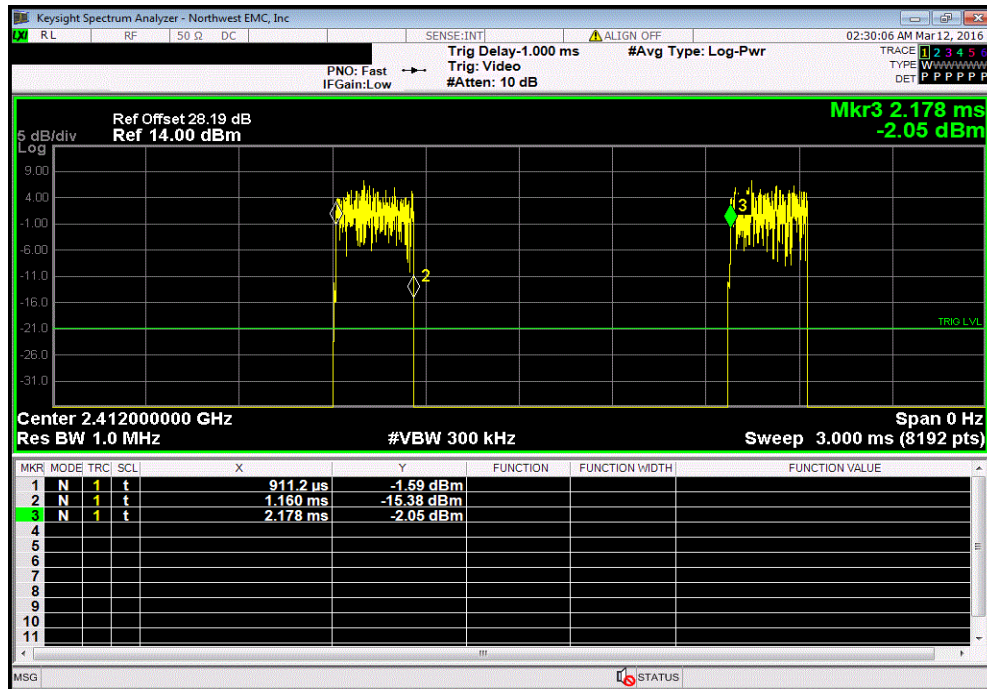 Keysight Spectrum Analyzer - Northwest EMC, Inc
LXI RL RF 50 Ω DC SENSE:INT ALIGN OFF 02:30:06 AM Mar 12, 2016
Trig Delay-1.000 ms #Avg Type: Log-Pwr TRACE 1 2 3 4 5 6
PNO: Fast Trig: Video TYPE WWWWWW
IFGain:Low #Atten: 10 dB DET P P P P P P
Mkr3 2.178 ms
-2.05 dBm
Ref Offset 28.19 dB
5 dB/div Ref 14.00 dBm
Log
9.00
4.00
3
-1.00
-6.00
-11.0
2
-16.0
-21.0
TRIG LVL
-26.0
-31.0
Center 2.412000000 GHz Span 0 Hz
Res BW 1.0 MHz #VBW 300 kHz Sweep 3.000 ms (8192 pts)
MKR MODE TRC SCL X Y FUNCTION FUNCTION WIDTH FUNCTION VALUE
1 N 1 t 911.2 µs -1.59 dBm
2 N 1 t 1.160 ms -15.38 dBm
3 N 1 t 2.178 ms -2.05 dBm
4
5
6
7
8
9
10
11
MSG STATUS